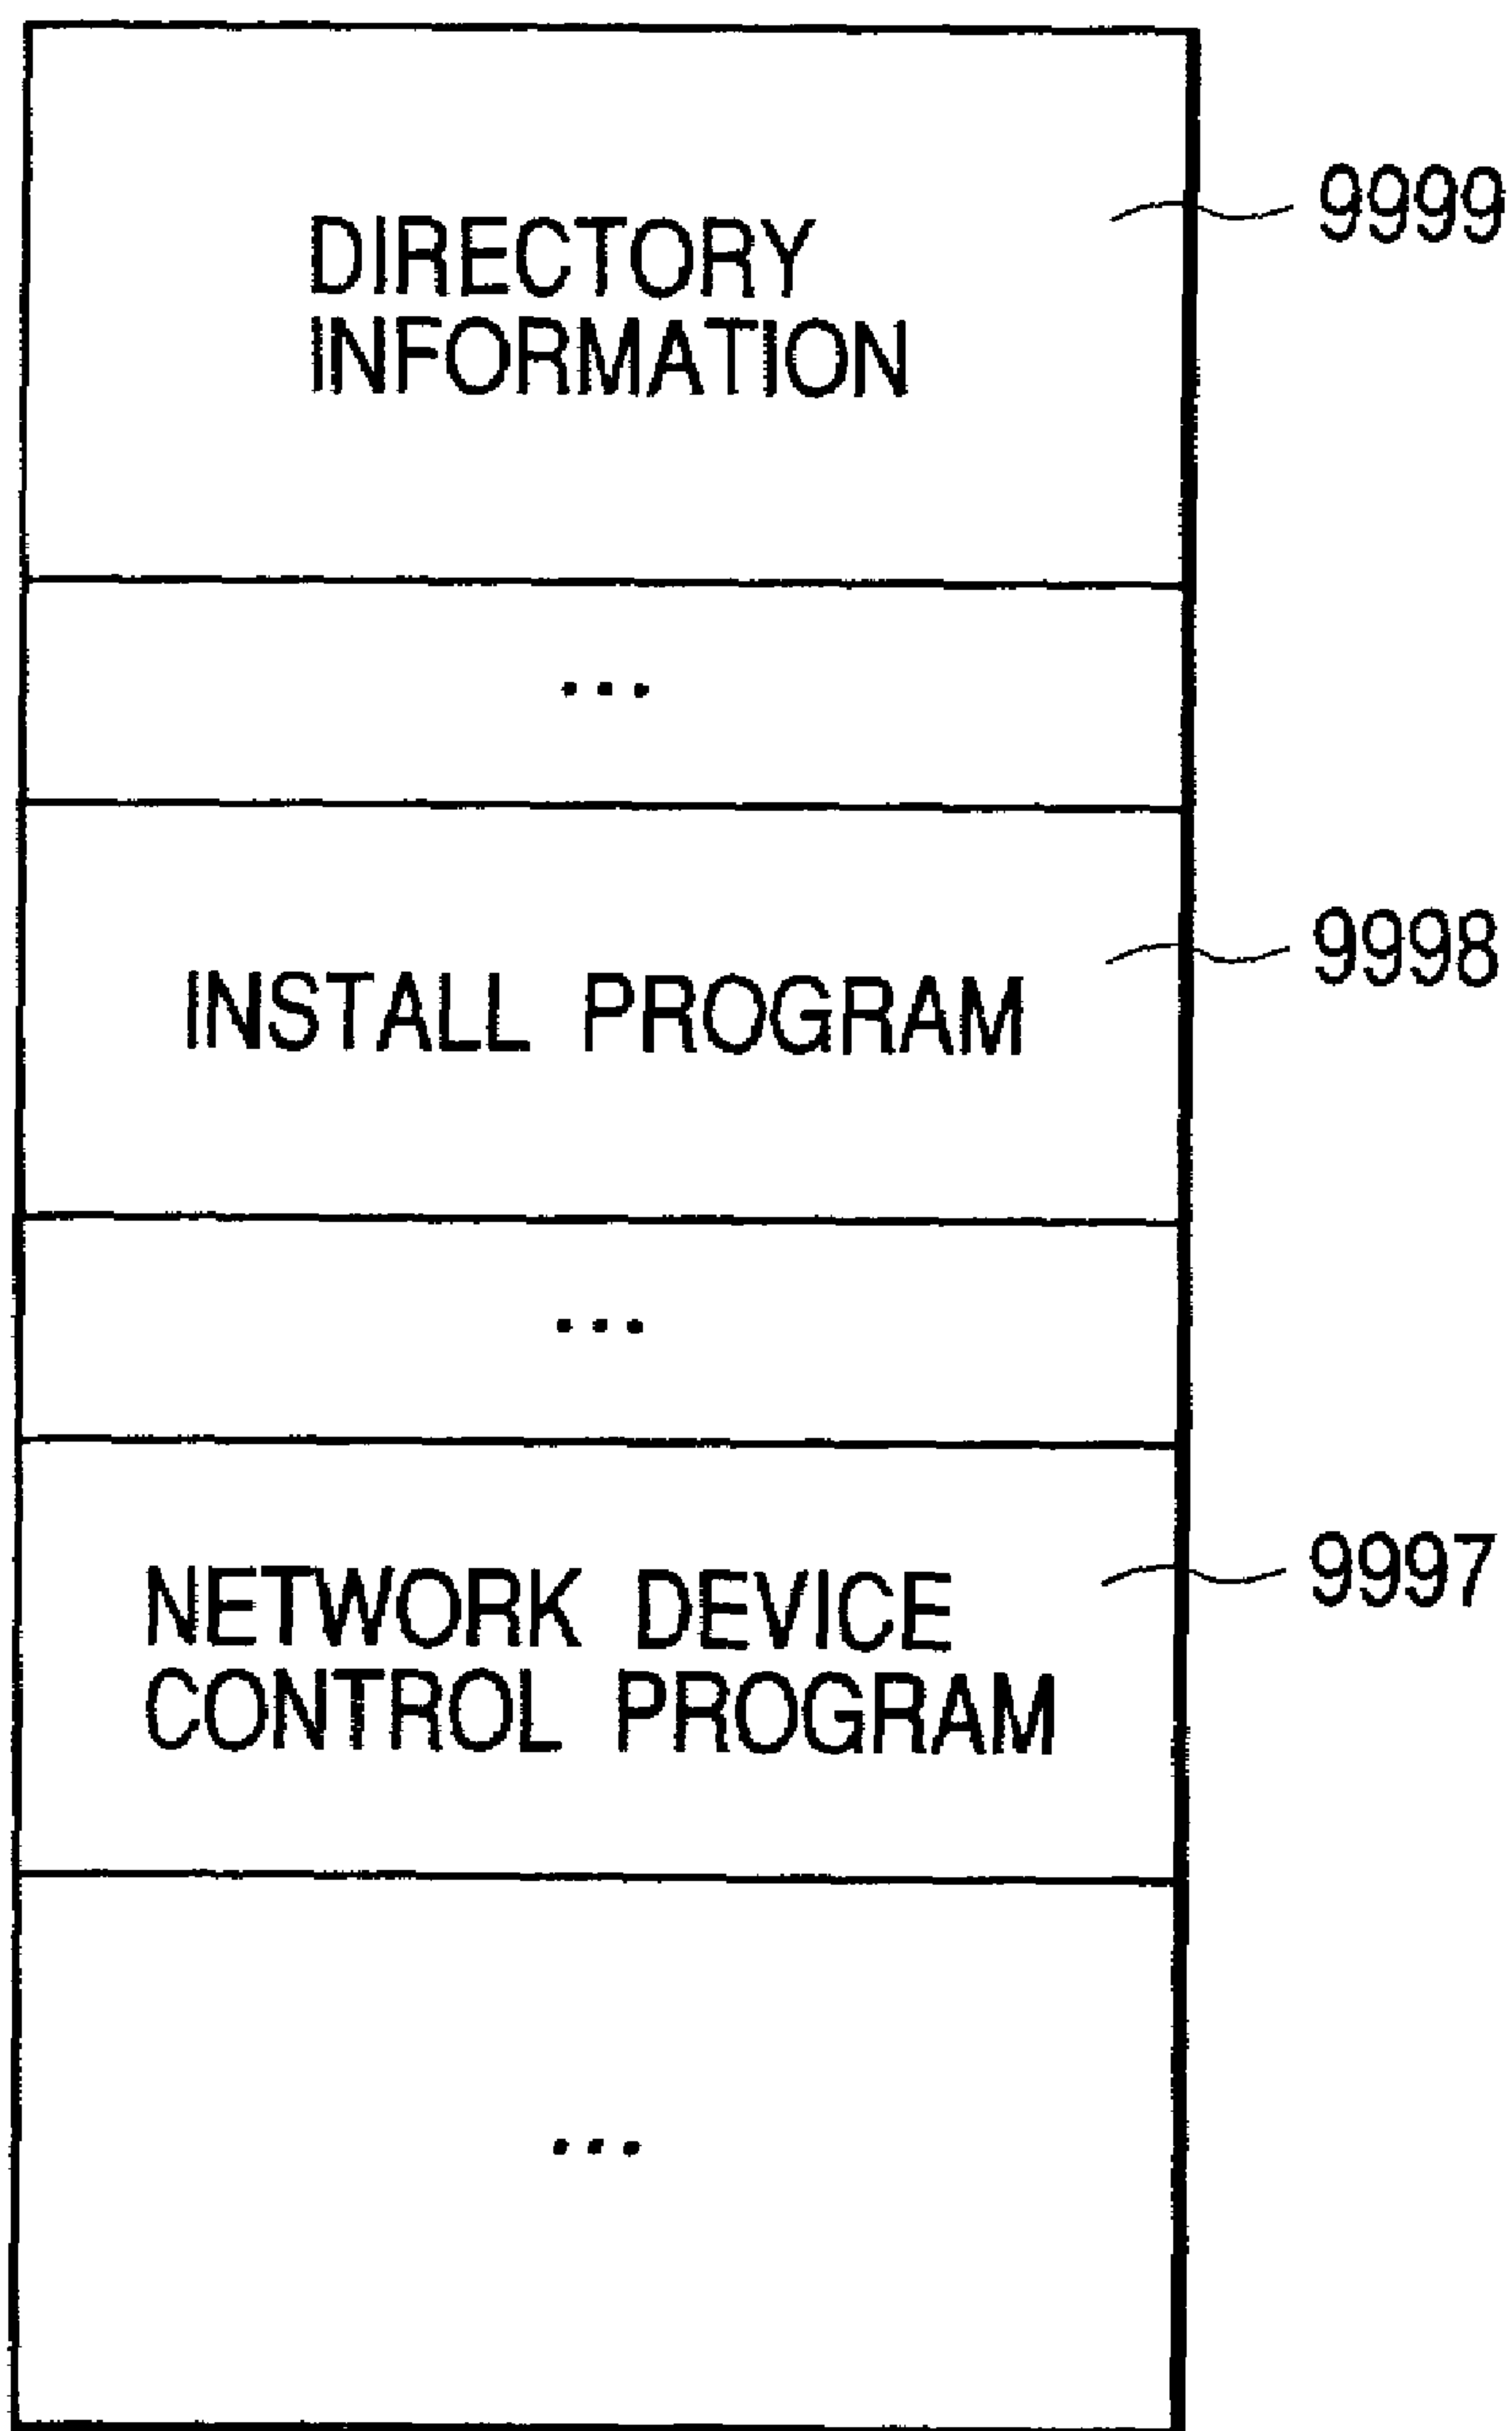 DIRECTORY
INFORMATION
9999
...
INSTALL PROGRAM
9998
...
NETWORK DEVICE
CONTROL PROGRAM
9997
...